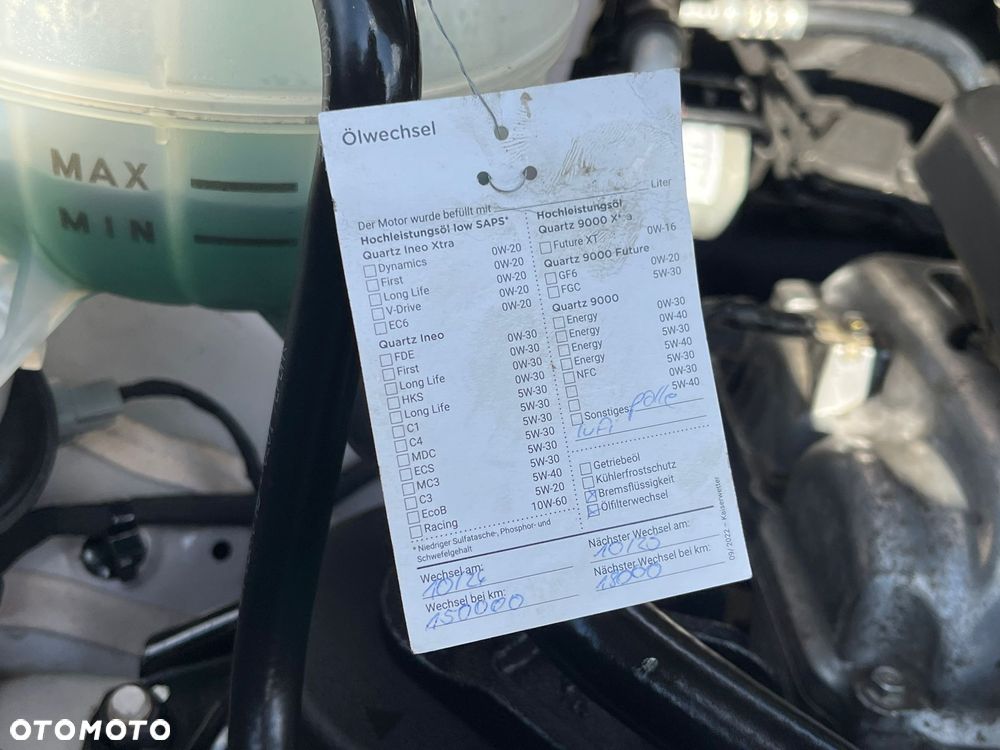 MAX
MIN
Ölwechsel
Der Motor wurde befüllt mit Liter
Hochleistungsöl low SAPS*
Quartz Ineo Xtra
Dynamics 0W-20
First 0W-20
Long Life 0W-20
V-Drive 0W-20
EC6 0W-20
Quartz Ineo
FDE 0W-30
First 0W-30
Long Life 0W-30
HKS 0W-30
Long Life 5W-30
C1 5W-30
C4 5W-30
MDC 5W-30
ECS 5W-30
MC3 5W-30
C3 5W-40
EcoB 5W-20
Racing 10W-60
* Niedriger Sulfatasche-, Phosphor- und
Schwefelgehalt
Hochleistungsöl
Quartz 9000
Future XT 0W-16
Quartz 9000 Future
GF6 0W-20
FGC 5W-30
Quartz 9000
Energy 0W-30
Energy 0W-40
Energy 5W-30
Energy 5W-40
NFC 5W-30
0W-30
5W-40
Sonstiges
Getriebeöl
Kühlerfrostschutz
Bremsflüssigkeit
Ölfilterwechsel
Wechsel am:
10/24
Nächster Wechsel am:
Wechsel bei km:
150000
Nächster Wechsel bei km:
18000
09/2022 – Kaiserwetter
OTOMOTO